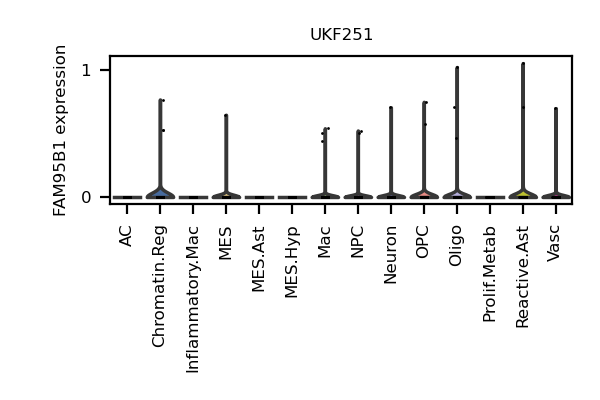 UKF251
FAM95B1 expression
1
0
AC
Chromatin.Reg
Inflammatory.Mac
MES
MES.Ast
MES.Hyp
Mac
NPC
Neuron
OPC
Oligo
Prolif.Metab
Reactive.Ast
Vasc